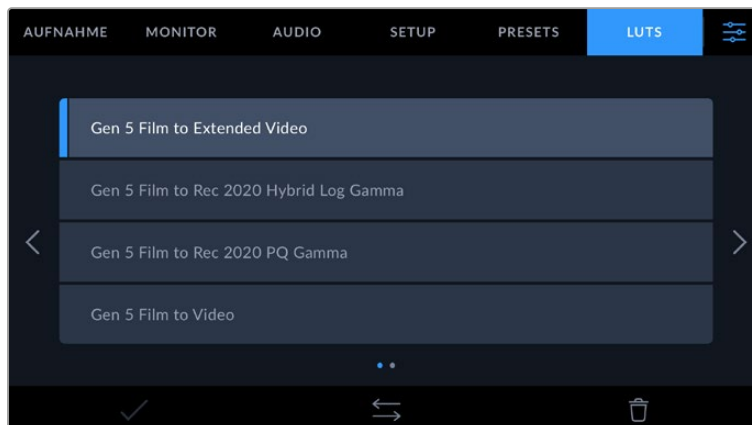 AUFNAHME MONITOR AUDIO SETUP PRESETS LUTS
Gen 5 Film to Extended Video
Gen 5 Film to Rec 2020 Hybrid Log Gamma
Gen 5 Film to Rec 2020 PQ Gamma
Gen 5 Film to Video